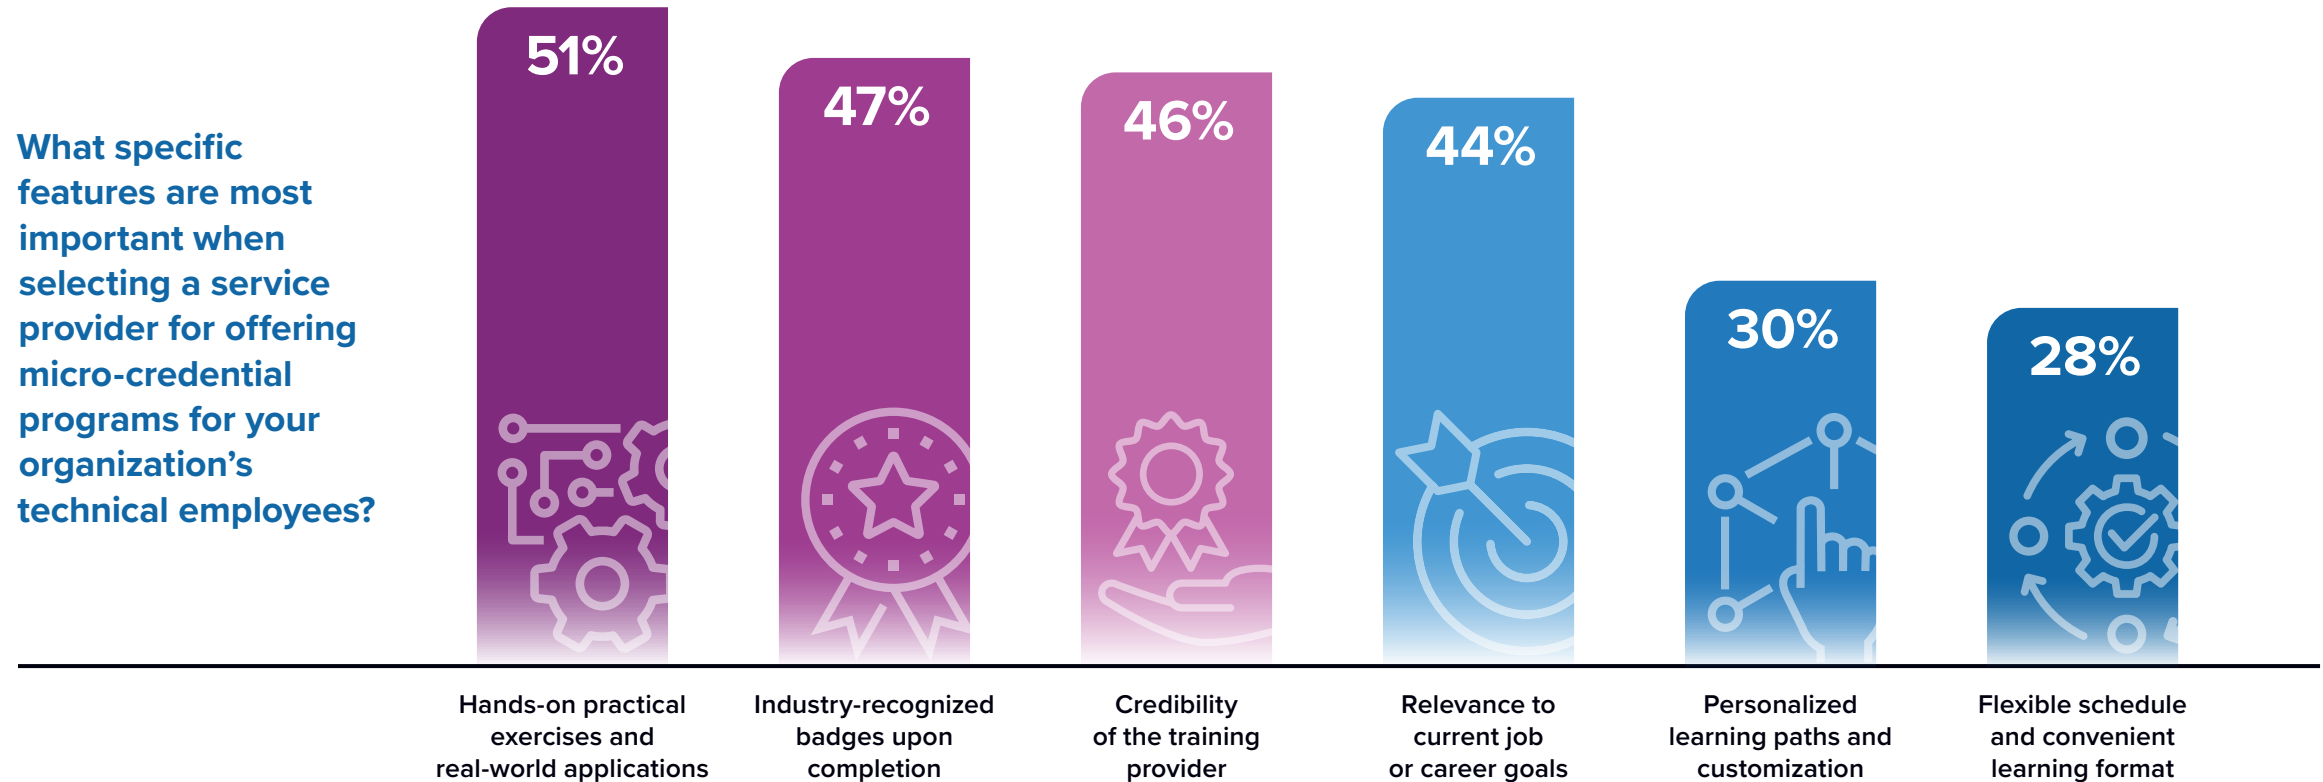 What specific
features are most
important when
selecting a service
provider for offering
micro-credential
programs for your
organization’s
technical employees?
51%
47%
46%
44%
30%
28%
Hands-on practical
exercises and
real-world applications
Industry-recognized
badges upon
completion
Credibility
of the training
provider
Relevance to
current job
or career goals
Personalized
learning paths and
customization
Flexible schedule
and convenient
learning format